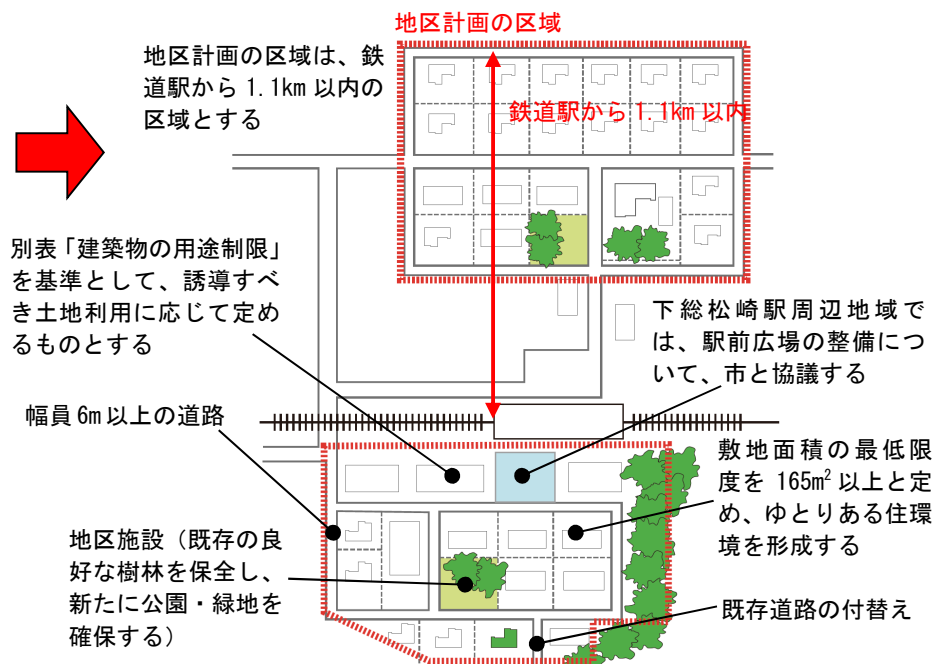 地区計画の区域
地区計画の区域は、鉄
道駅から 1.1km 以内の
区域とする
鉄道駅から 1.1km 以内
別表「建築物の用途制限」
を基準として、誘導すべ
き土地利用に応じて定め
るものとする
下総松崎駅周辺地域で
は、駅前広場の整備につ
いて、市と協議する
幅員 6m 以上の道路
敷地面積の最低限
度を 165m² 以上と定
め、ゆとりある住環
境を形成する
地区施設（既存の良
好な樹林を保全し、
新たに公園・緑地を
確保する）
既存道路の付替え